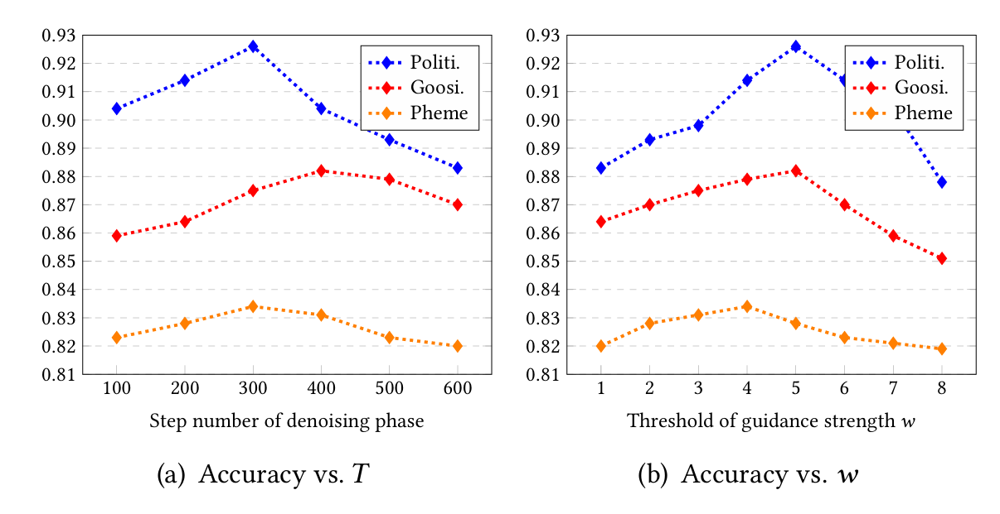 0.93
0.92
0.91
0.90
0.89
0.88
0.87
0.86
0.85
0.84
0.83
0.82
0.81
100 200 300 400 500 600
Politi.
Goosi.
Pheme
Step number of denoising phase
(a) Accuracy vs. T
0.93
0.92
0.91
0.90
0.89
0.88
0.87
0.86
0.85
0.84
0.83
0.82
0.81
1 2 3 4 5 6 7 8
Politi.
Goosi.
Pheme
Threshold of guidance strength w
(b) Accuracy vs. w